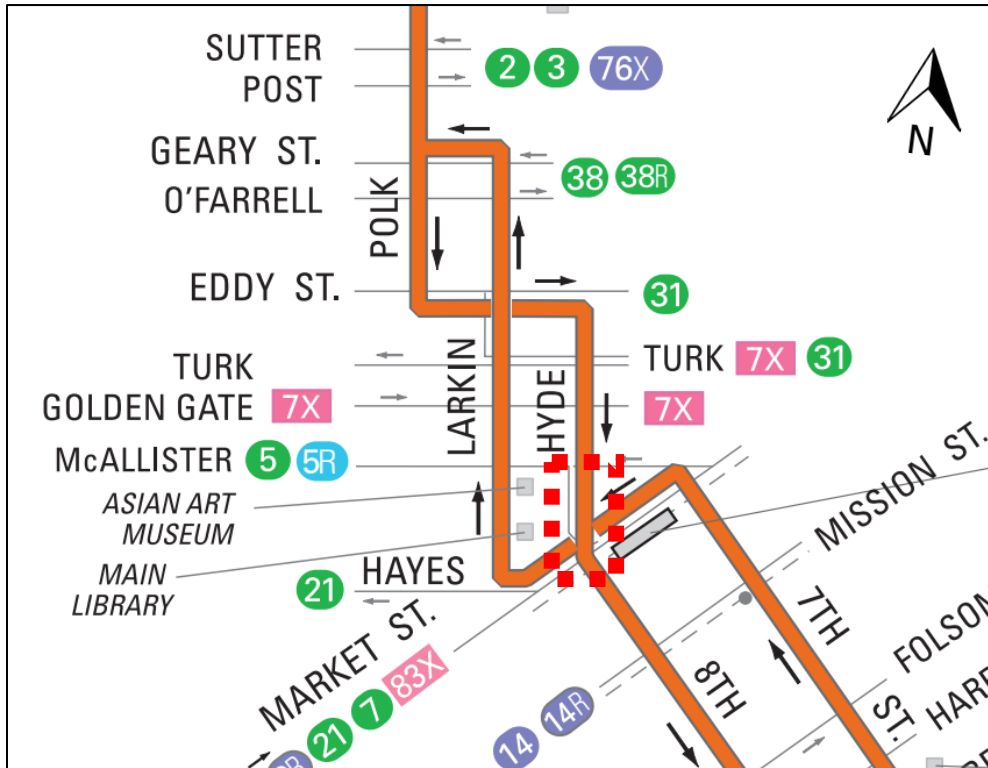 SUTTER
POST
2 3 76X
N
GEARY ST.
O'FARRELL
38 38R
POLK
EDDY ST.
31
TURK
TURK 7X 31
GOLDEN GATE 7X
7X
LARKIN
HYDE
McALLISTER 5 5R
ASIAN ART
MUSEUM
MAIN
LIBRARY
21 HAYES
MARKET ST.
21 7 83X
MISSION ST.
14 14R
8TH
7TH
ST.